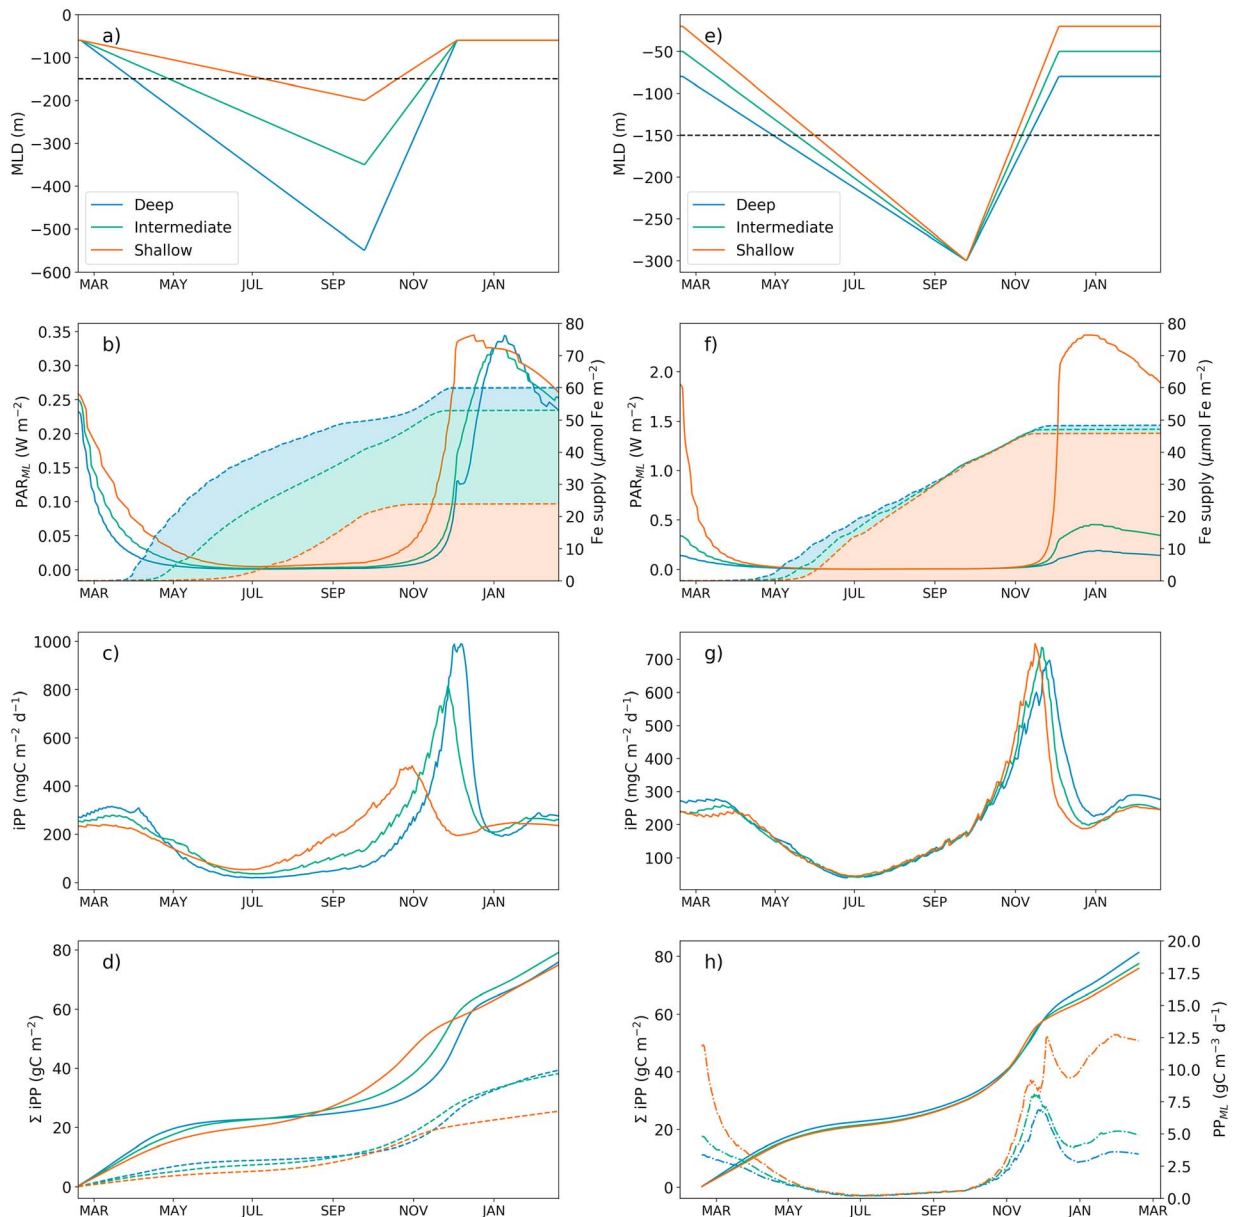 a)
0
−100
−200
−300
−400
−500
−600
MLD (m)
Deep
Intermediate
Shallow
MAR MAY JUL SEP NOV JAN
e)
−50
−100
−150
−200
−250
−300
MLD (m)
Deep
Intermediate
Shallow
MAR MAY JUL SEP NOV JAN
b)
0.35
0.30
0.25
0.20
0.15
0.10
0.05
0.00
PAR_ML (W m⁻²)
80
70
60
50
40
30
20
10
0
Fe supply (μmol Fe m⁻²)
MAR MAY JUL SEP NOV JAN
f)
2.0
1.5
1.0
0.5
0.0
PAR_ML (W m⁻²)
80
70
60
50
40
30
20
10
0
Fe supply (μmol Fe m⁻²)
MAR MAY JUL SEP NOV JAN
c)
1000
800
600
400
200
0
iPP (mgC m⁻² d⁻¹)
MAR MAY JUL SEP NOV JAN
g)
700
600
500
400
300
200
100
iPP (mgC m⁻² d⁻¹)
MAR MAY JUL SEP NOV JAN
d)
80
60
40
20
0
Σ iPP (gC m⁻²)
MAR MAY JUL SEP NOV JAN
h)
80
60
40
20
0
Σ iPP (gC m⁻²)
20.0
17.5
15.0
12.5
10.0
7.5
5.0
2.5
0.0
PP_ML (gC m⁻³ d⁻¹)
MAR MAY JUL SEP NOV JAN MAR